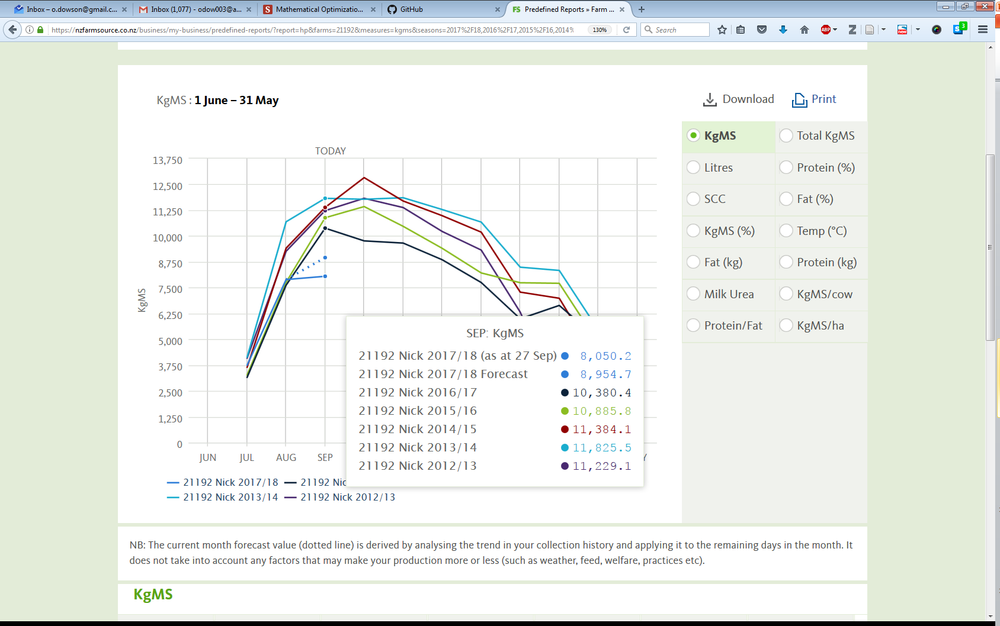 Inbox – o.dowson@gmail.c...
Inbox (1,077) - odow003@a...
Mathematical Optimizatio...
GitHub
FS Predefined Reports » Farm ...
https://nzfarmsource.co.nz/business/my-business/predefined-reports/?report=hp&farms=21192&measures=kgms&seasons=2017%2F18,2016%2F17,2015%2F16,2014%
130%
Search
ABP
new
S 3
KgMS : 1 June – 31 May
Download
Print
KgMS
Total KgMS
Litres
Protein (%)
SCC
Fat (%)
KgMS (%)
Temp (°C)
Fat (kg)
Protein (kg)
Milk Urea
KgMS/cow
Protein/Fat
KgMS/ha
TODAY
13,750
12,500
11,250
10,000
8,750
7,500
6,250
5,000
3,750
2,500
1,250
0
KgMS
JUN JUL AUG SEP Y
SEP: KgMS
21192 Nick 2017/18 (as at 27 Sep) 8,050.2
21192 Nick 2017/18 Forecast 8,954.7
21192 Nick 2016/17 10,380.4
21192 Nick 2015/16 10,885.8
21192 Nick 2014/15 11,384.1
21192 Nick 2013/14 11,825.5
21192 Nick 2012/13 11,229.1
21192 Nick 2017/18 21192 Nic
21192 Nick 2013/14 21192 Nick 2012/13
NB: The current month forecast value (dotted line) is derived by analysing the trend in your collection history and applying it to the remaining days in the month. It
does not take into account any factors that may make your production more or less (such as weather, feed, welfare, practices etc).
KgMS